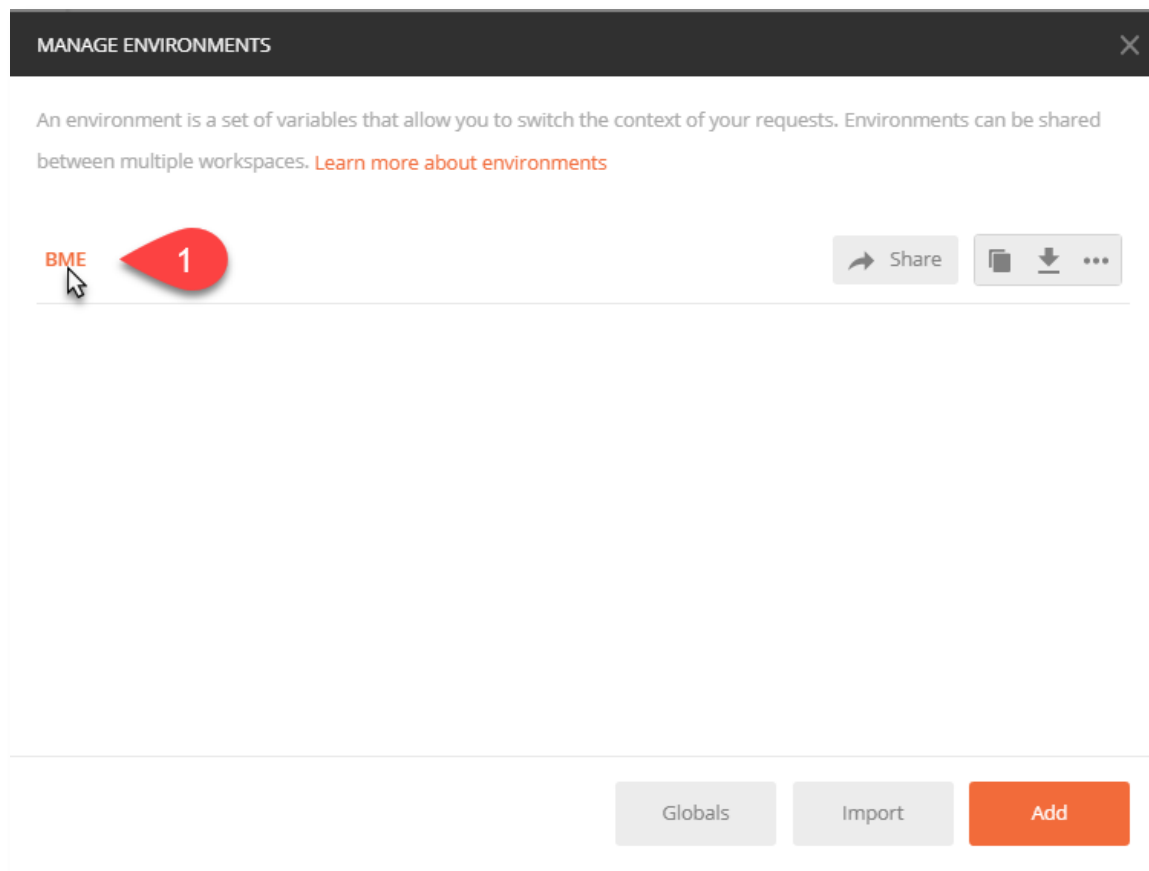 MANAGE ENVIRONMENTS
An environment is a set of variables that allow you to switch the context of your requests. Environments can be shared
between multiple workspaces. Learn more about environments
BME 1 Share
Globals Import Add